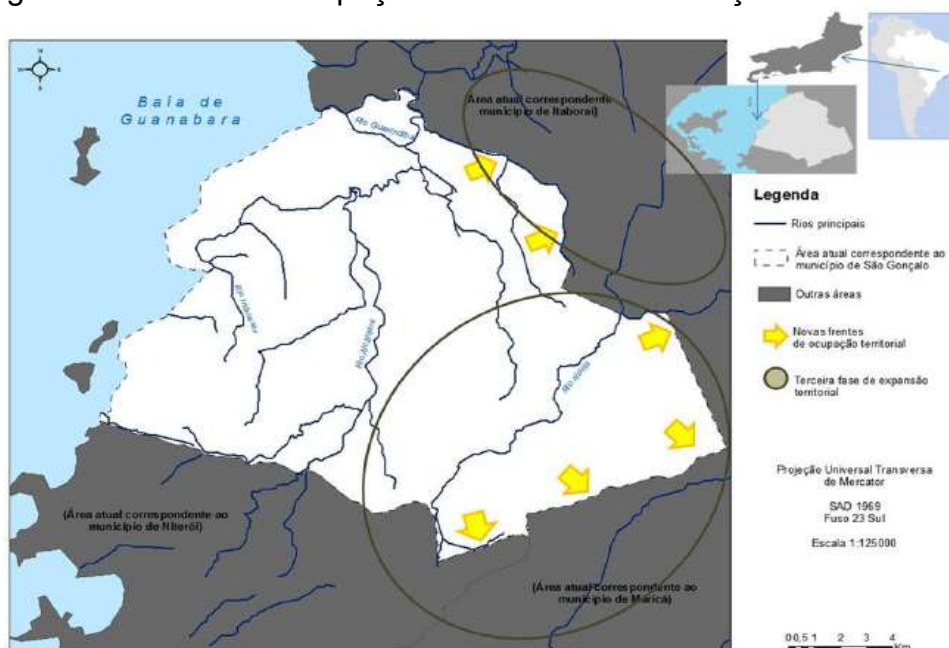 Baía de
Guanabara
(Área atual correspondente
município de Itaboraí)
Rio Guaxindiba
Rio Imboaçu
Rio Alcântara
Rio Aldeia
(Área atual correspondente ao
município de Niterói)
(Área atual correspondente ao
município de Maricá)
Legenda
Rios principais
Área atual correspondente ao
município de São Gonçalo
Outras áreas
Novas frentes
de ocupação territorial
Terceira fase de expansão
territorial
Projeção Universal Transversa
de Mercator
SAD 1969
Fuso 23 Sul
Escala 1:125000
0 0,5 1 2 3 4
Km